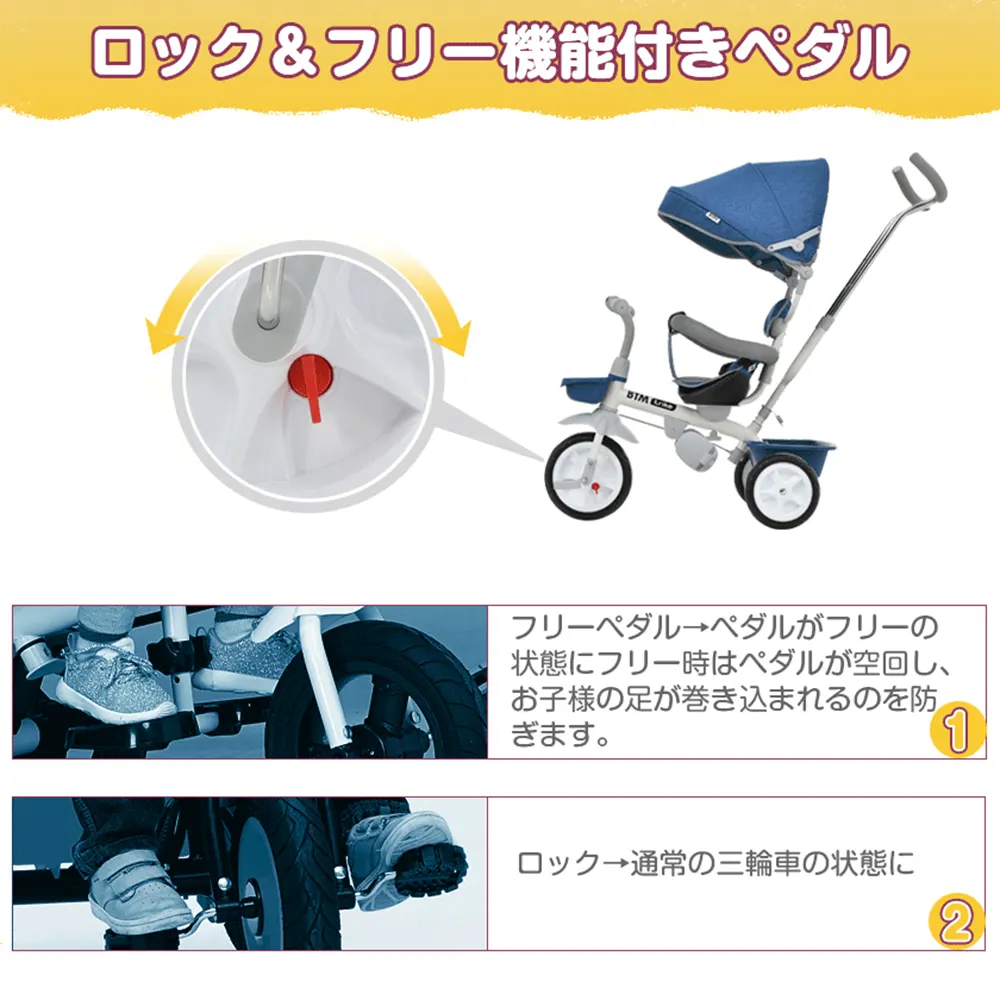 ロック＆フリー機能付きペダル
BTM trike
フリーペダル→ペダルがフリーの
状態にフリー時はペダルが空回し、
お子様の足が巻き込まれるのを防
ぎます。
1
ロック→通常の三輪車の状態に
2